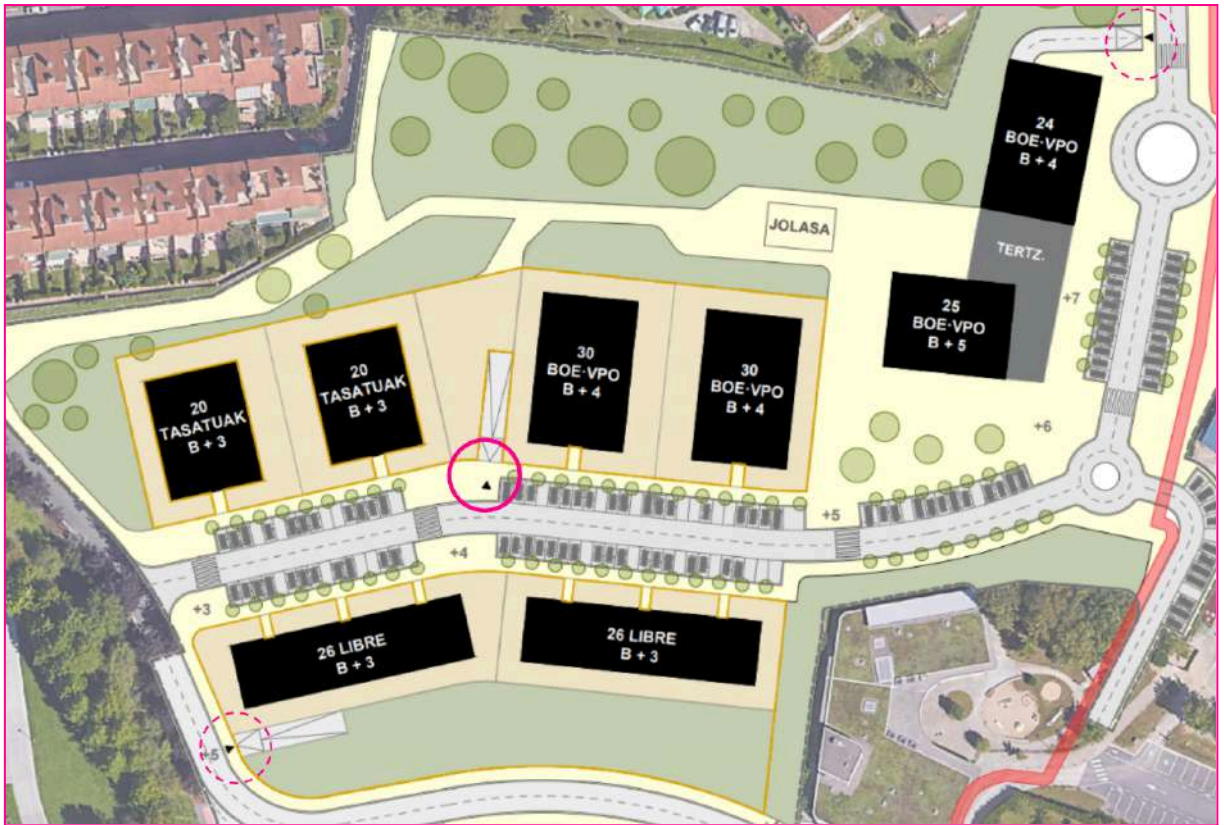 24
BOE·VPO
B + 4
JOLASA
TERTZ.
+7
25
BOE·VPO
B + 5
30
BOE·VPO
B + 4
30
BOE·VPO
B + 4
20
TASATUAK
B + 3
20
TASATUAK
B + 3
+6
+5
+4
+3
26 LIBRE
B + 3
26 LIBRE
B + 3
+5